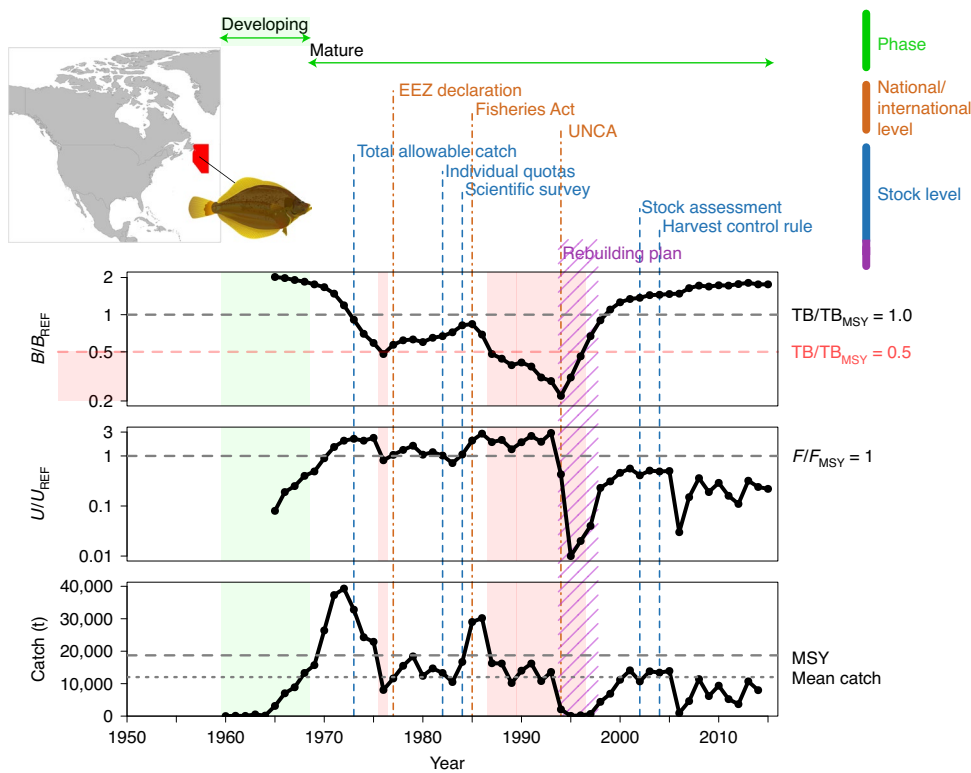 Developing
Mature
Phase
National/
international
level
Stock level
EEZ declaration
Fisheries Act
UNCA
Total allowable catch
Individual quotas
Scientific survey
Stock assessment
Harvest control rule
Rebuilding plan
B/B_REF
2
1
0.5
0.2
TB/TB_MSY = 1.0
TB/TB_MSY = 0.5
U/U_REF
3
1
0.1
0.01
F/F_MSY = 1
Catch (t)
40,000
30,000
20,000
10,000
0
MSY
Mean catch
1950 1960 1970 1980 1990 2000 2010
Year